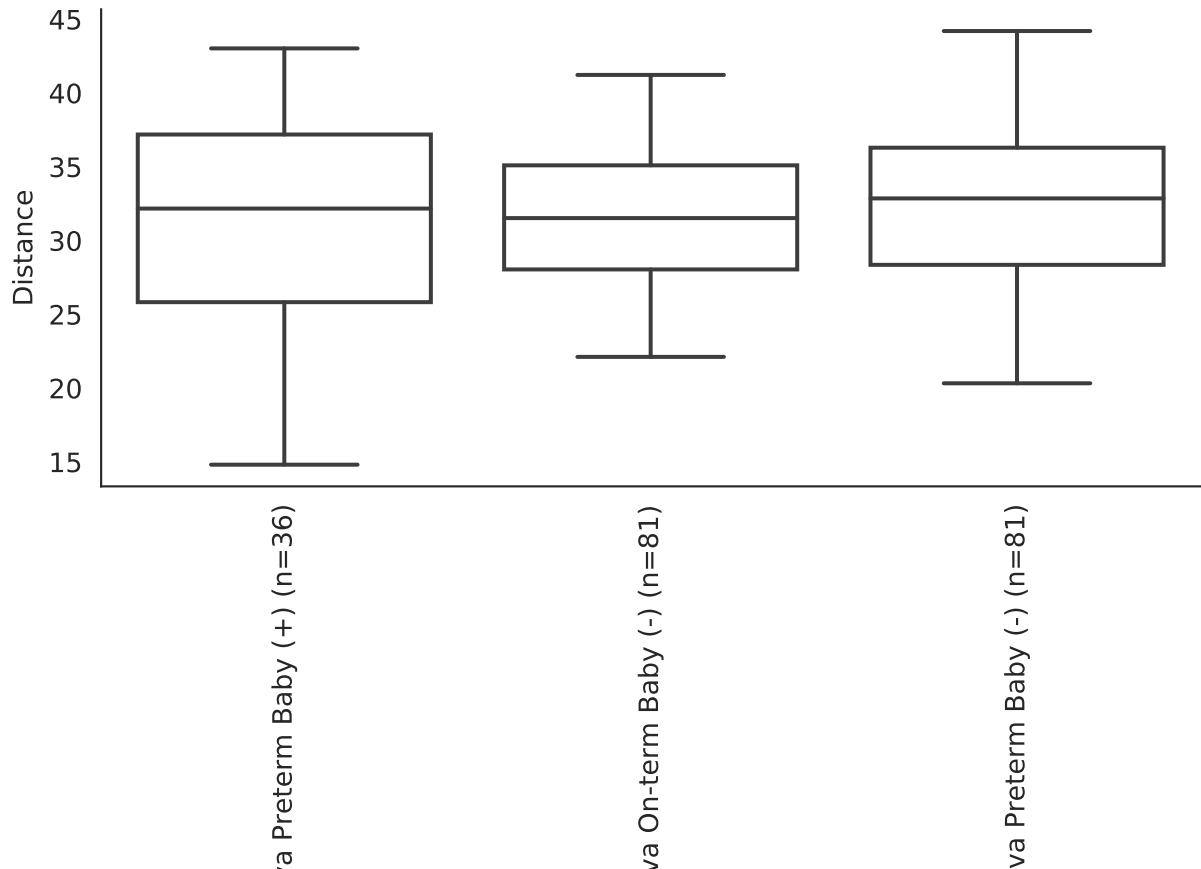 45
40
35
30
25
20
15
Distance
va Preterm Baby (+) (n=36)
va On-term Baby (-) (n=81)
va Preterm Baby (-) (n=81)